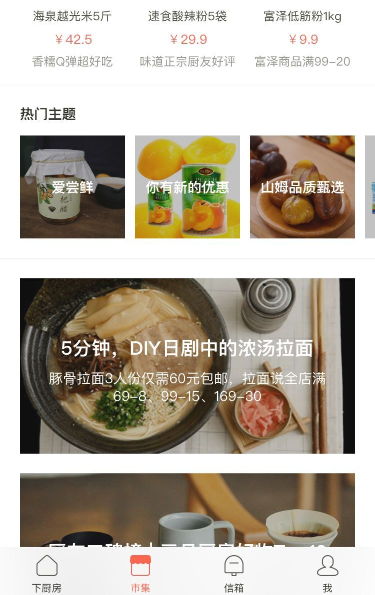 海泉越光米5斤
速食酸辣粉5袋
富泽低筋粉1kg
￥42.5
￥29.9
￥9.9
香糯Q弹超好吃
味道正宗厨友好评
富泽商品满99-20
热门主题
爱尝鲜
你有新的优惠
山姆品质甄选
5分钟，DIY日剧中的浓汤拉面
豚骨拉面3人份仅需60元包邮，拉面说全店满
69-8、99-15、169-30
下厨房
市集
信箱
我